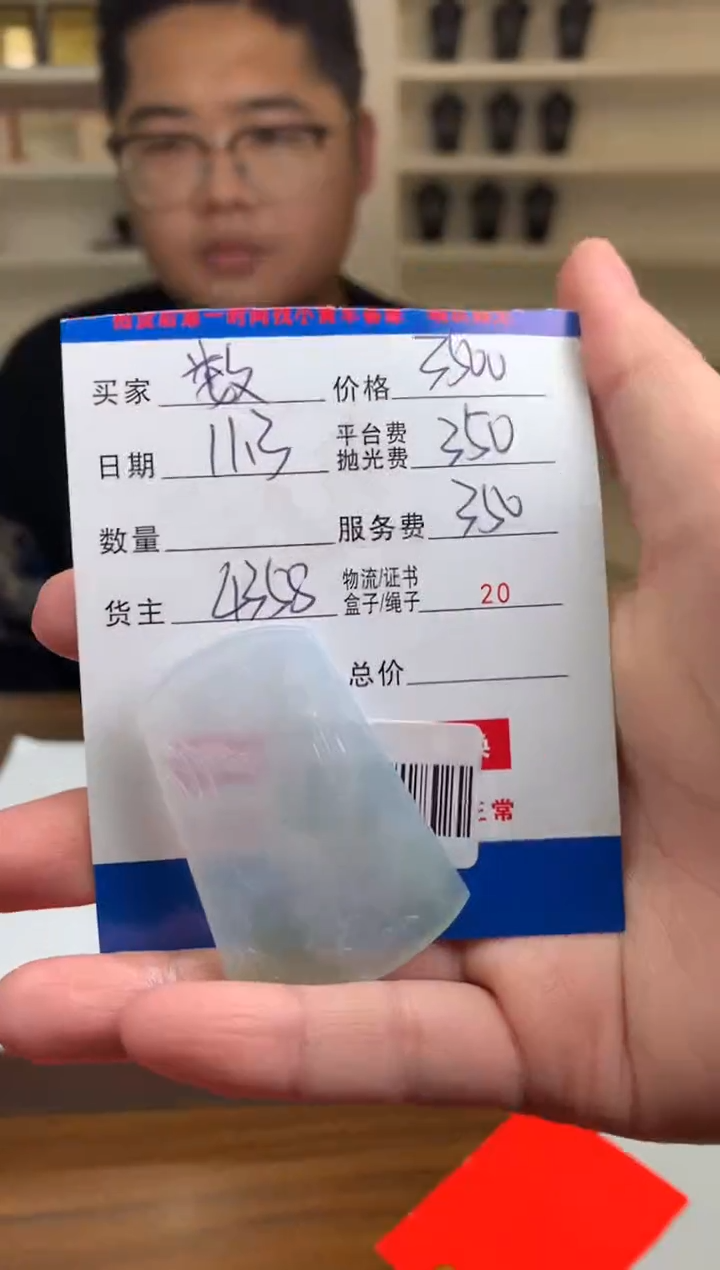 买家 数 价格 3500
日期 11.3 平台费 抛光费 350
数量 服务费 350
货主 4358 物流/证书 盒子/绳子 20
总价
常